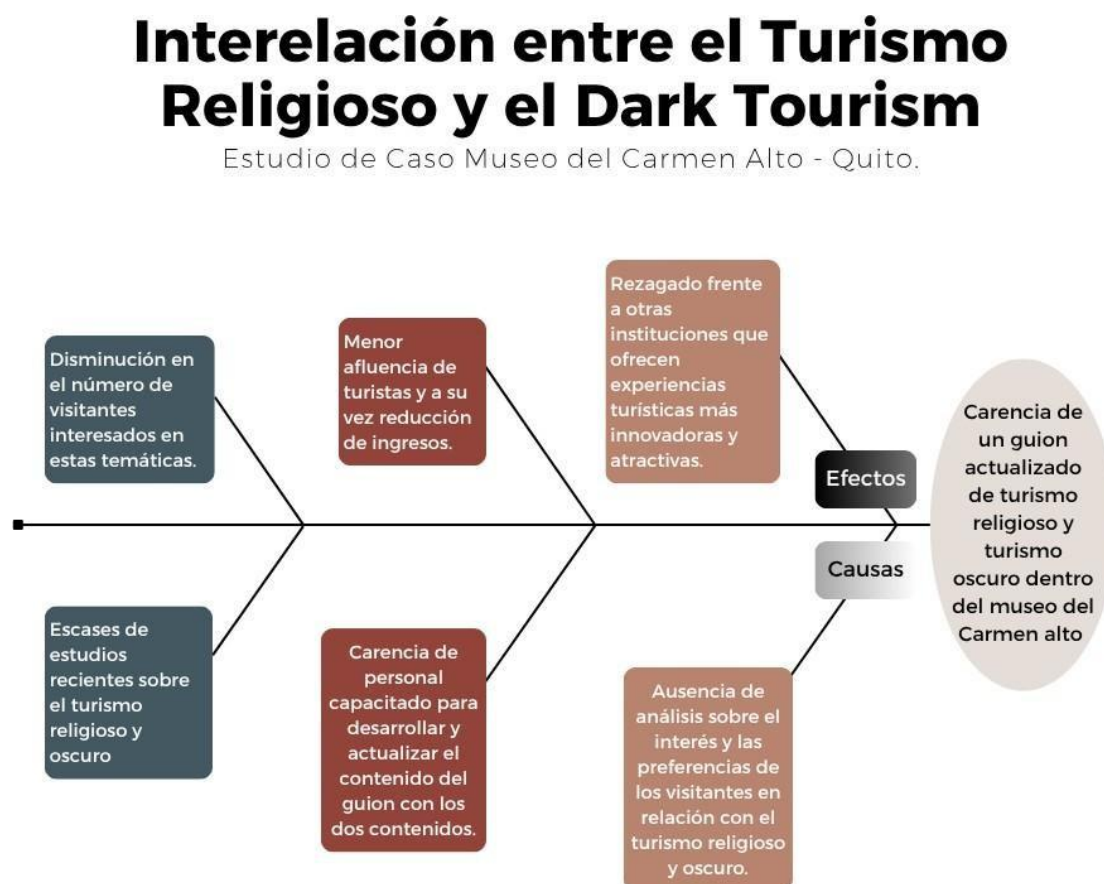 Interelación entre el Turismo
Religioso y el Dark Tourism
Estudio de Caso Museo del Carmen Alto - Quito.
Disminución en
el número de
visitantes
interesados en
estas temáticas.
Menor
afluencia de
turistas y a su
vez reducción
de ingresos.
Rezagado frente
a otras
instituciones que
ofrecen
experiencias
turísticas más
innovadoras y
atractivas.
Efectos
Causas
Carencia de
un guion
actualizado
de turismo
religioso y
turismo
oscuro dentro
del museo del
Carmen alto
Escases de
estudios
recientes sobre
el turismo
religioso y
oscuro
Carencia de
personal
capacitado para
desarrollar y
actualizar el
contenido del
guion con los
dos contenidos.
Ausencia de
análisis sobre el
interés y las
preferencias de
los visitantes en
relación con el
turismo religioso
y oscuro.